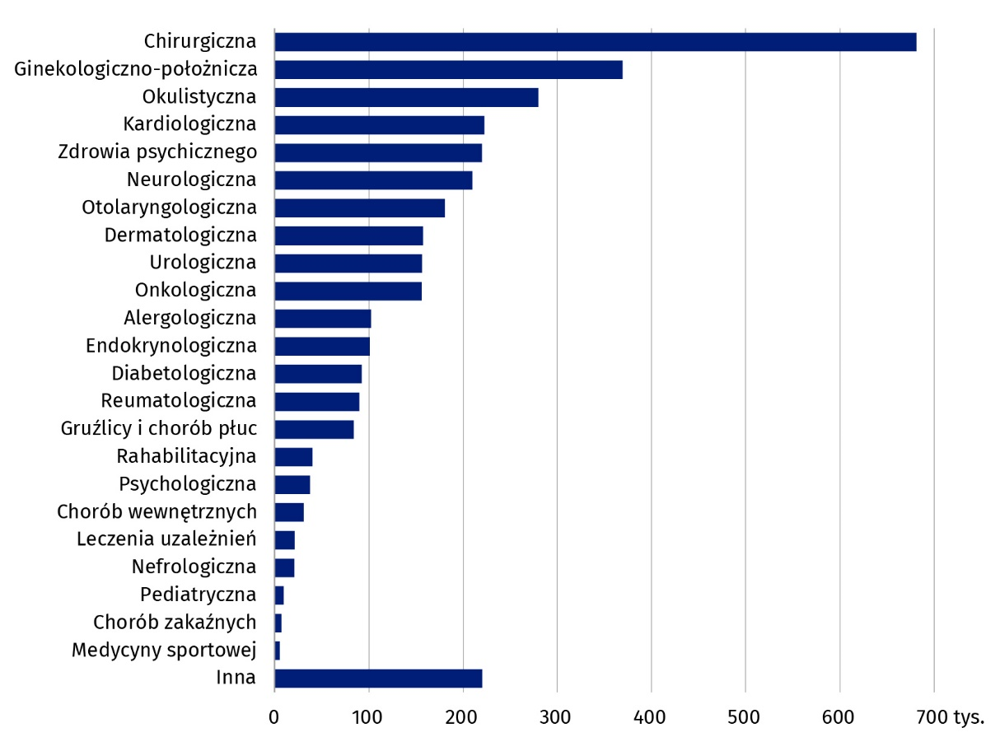 Chirurgiczna
Ginekologiczno-położnicza
Okulistyczna
Kardiologiczna
Zdrowia psychicznego
Neurologiczna
Otolaryngologiczna
Dermatologiczna
Urologiczna
Onkologiczna
Alergologiczna
Endokrynologiczna
Diabetologiczna
Reumatologiczna
Gruźlicy i chorób płuc
Rahabilitacyjna
Psychologiczna
Chorób wewnętrznych
Leczenia uzależnień
Nefrologiczna
Pediatryczna
Chorób zakaźnych
Medycyny sportowej
Inna
0 100 200 300 400 500 600 700 tys.